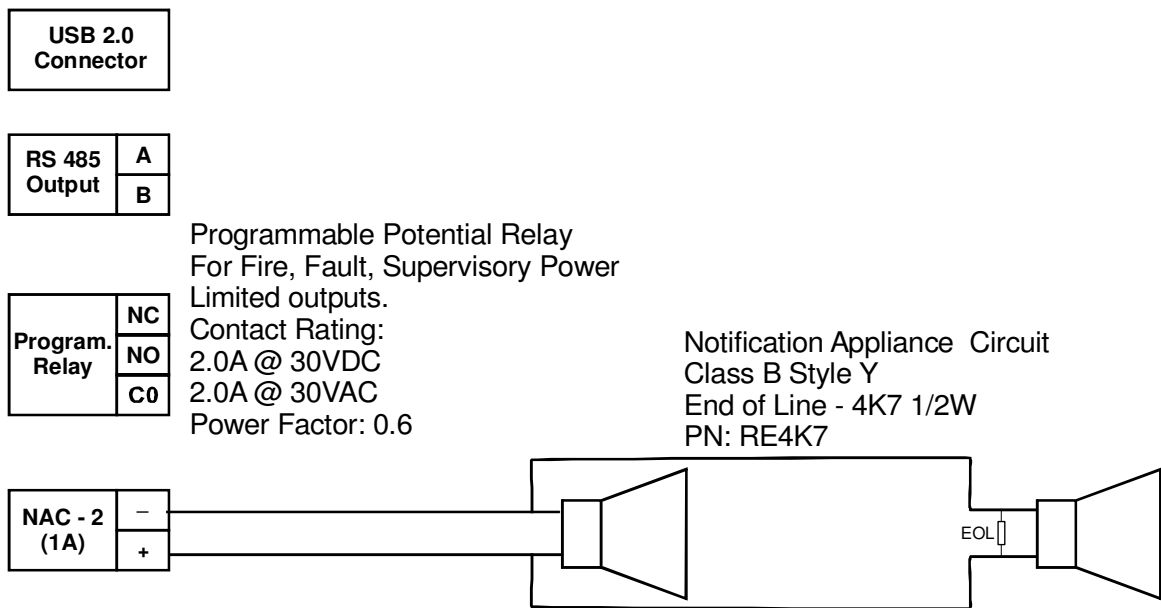 USB 2.0
Connector
RS 485
Output
A
B
Programmable Potential Relay
For Fire, Fault, Supervisory Power
Limited outputs.
Contact Rating:
2.0A @ 30VDC
2.0A @ 30VAC
Power Factor: 0.6
Program.
Relay
NC
NO
C0
Notification Appliance Circuit
Class B Style Y
End of Line - 4K7 1/2W
PN: RE4K7
NAC - 2
(1A)
–
+
EOL